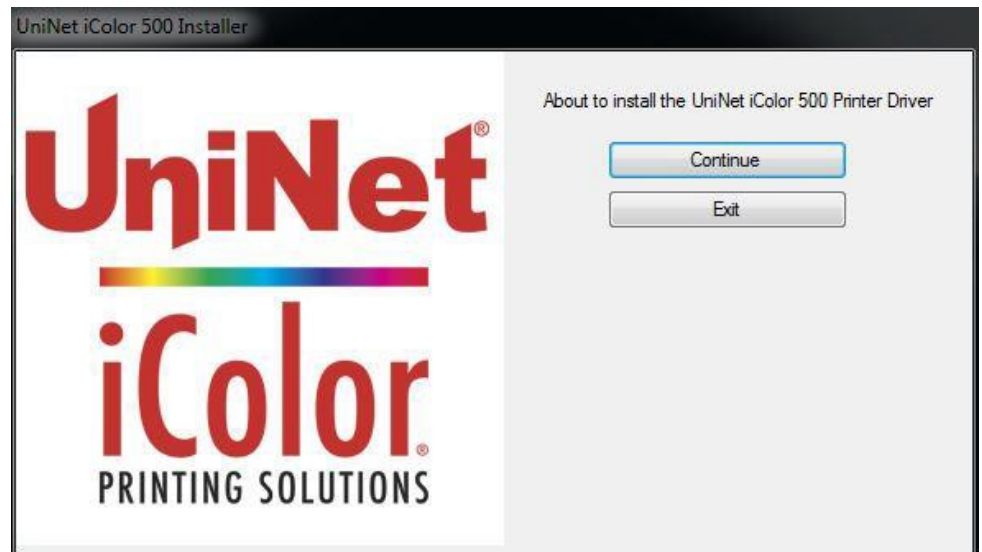 UniNet iColor 500 Installer
UniNet®
iColor®
PRINTING SOLUTIONS
About to install the UniNet iColor 500 Printer Driver
Continue
Exit